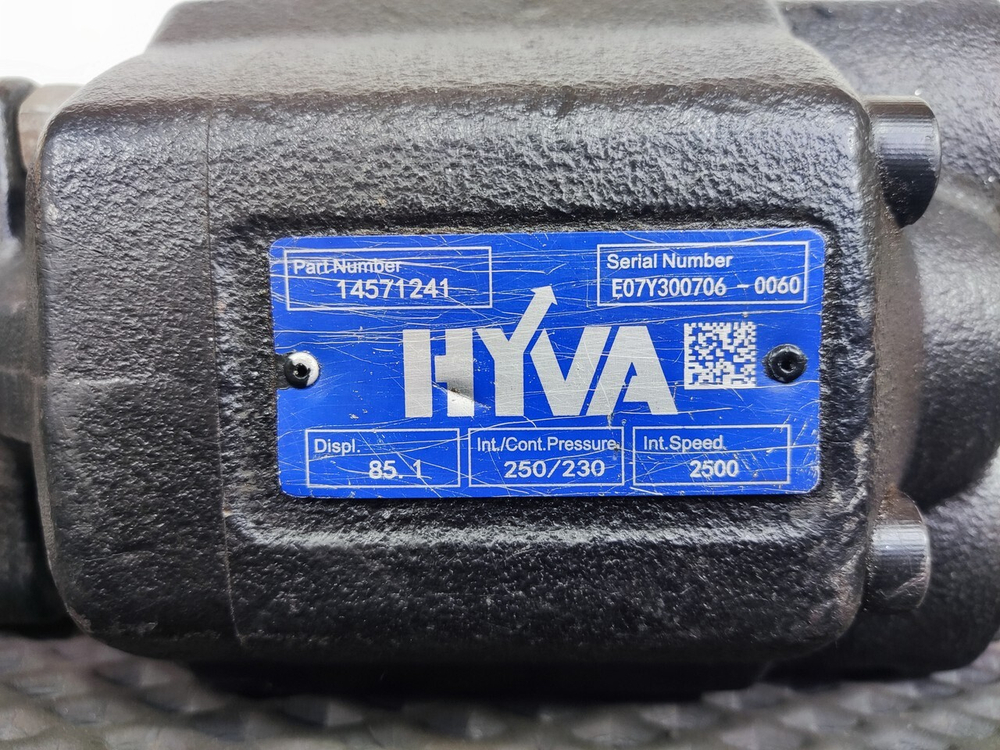 Part Number
14571241
Serial Number
E07Y300706 - 0060
HYVA
Displ.
85.1
Int./Cont.Pressure
250/230
Int.Speed.
2500